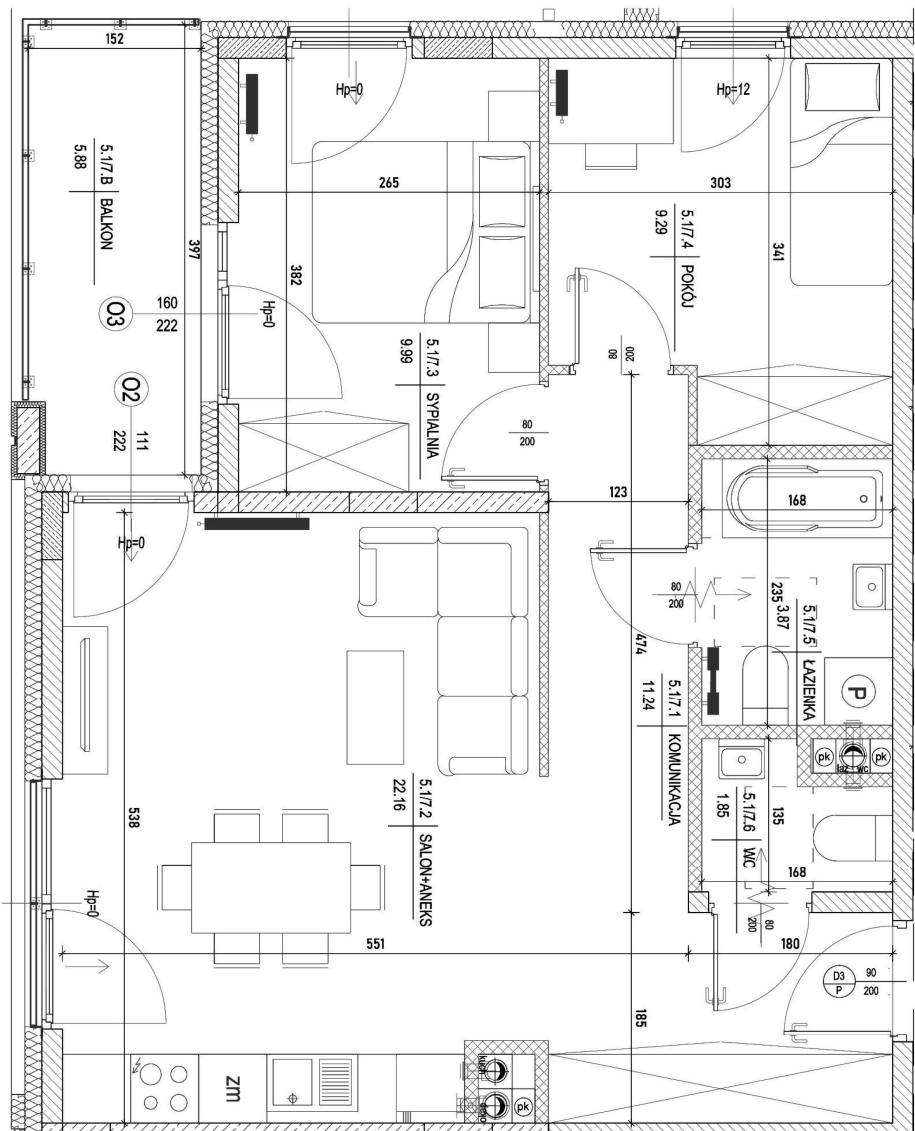 152
5.1/7.B BALKON
5.88
397
O3
160
222
O2
111
222
Hp=0
Hp=0
265
382
Hp=0
5.1/7.3 SYPIALNIA
9.99
80
200
Hp=12
303
341
5.1/7.4 POKÓJ
9.29
80
200
123
168
235
5.1/7.5 ŁAZIENKA
3.87
P
80
200
474
5.1/7.1 KOMUNIKACJA
11.24
pk
łaz
wc
pk
135
5.1/7.6 WC
1.85
168
80
200
180
D3
P
90
200
Hp=0
538
551
5.1/7.2 SALON+ANEKS
22.16
185
zm
kuch
pk